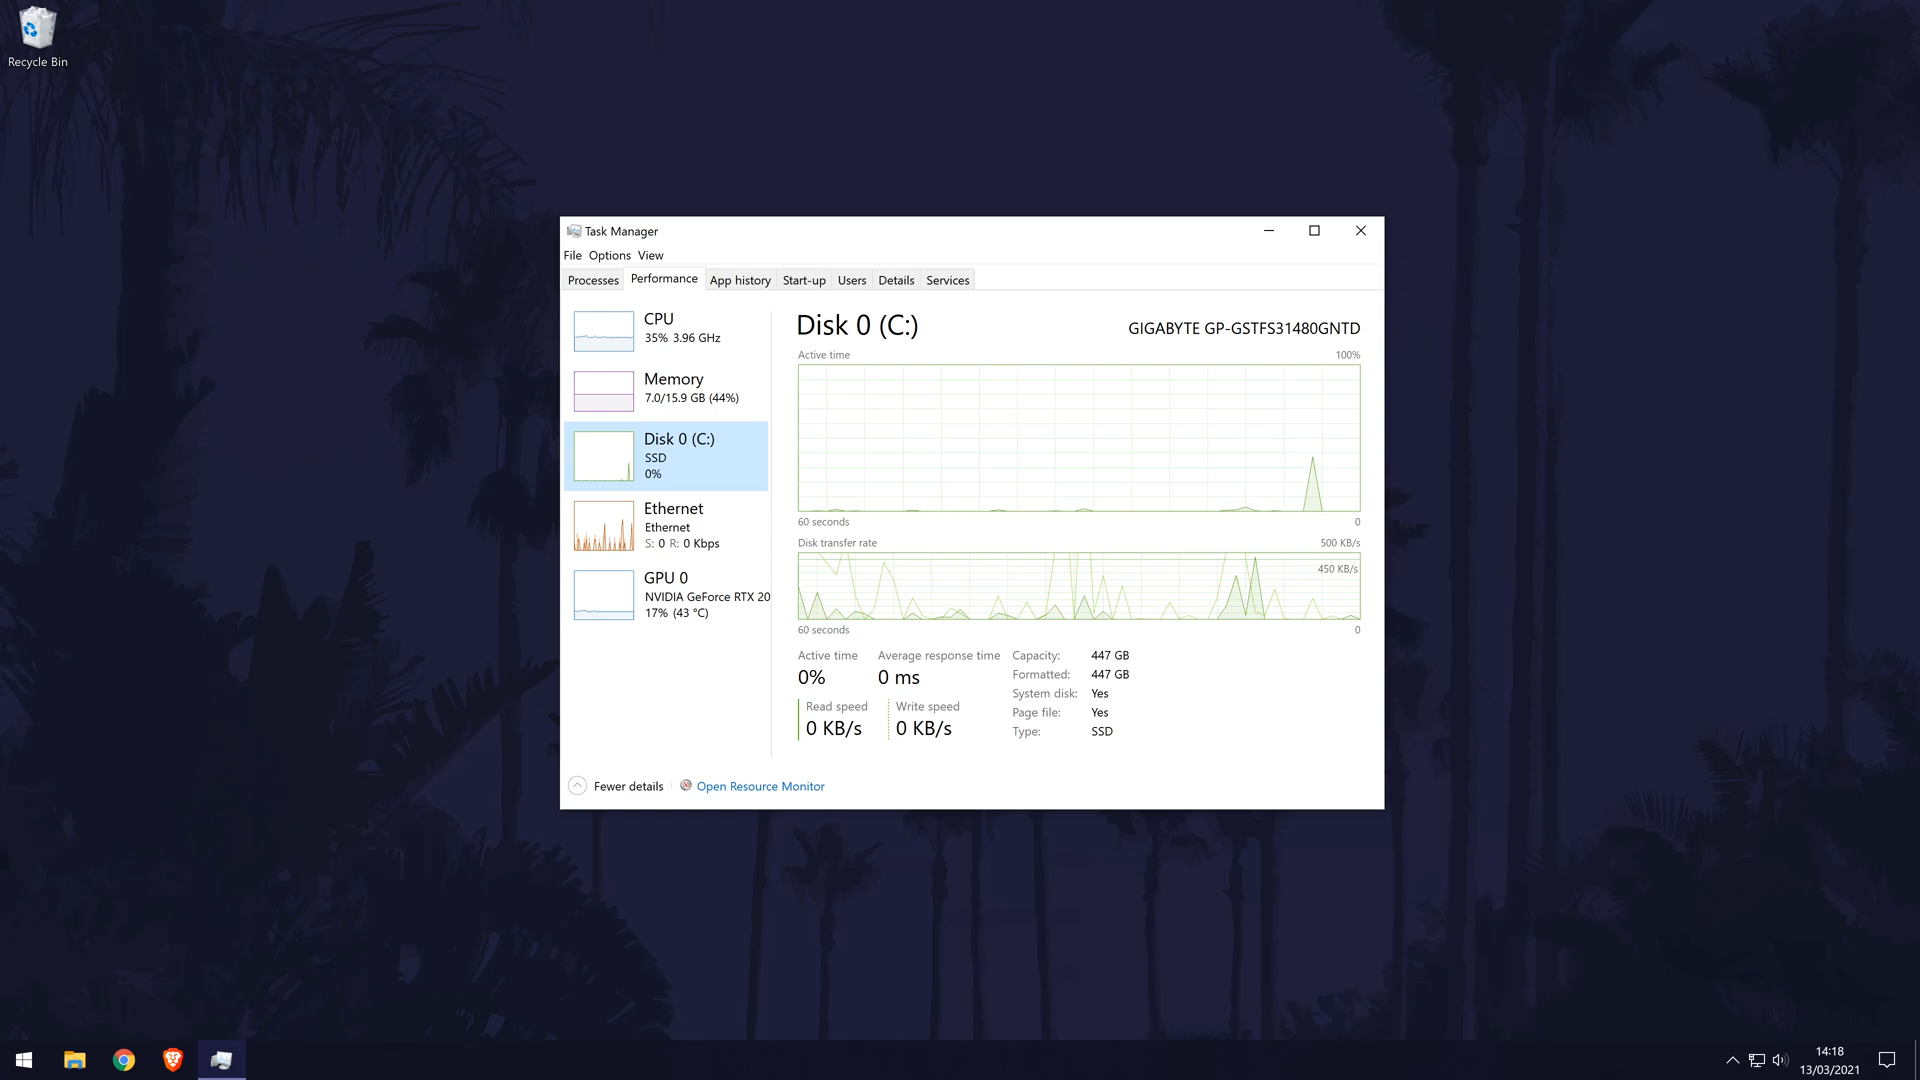 Recycle Bin
Task Manager
File Options View
Processes Performance App history Start-up Users Details Services
CPU
35% 3.96 GHz
Memory
7.0/15.9 GB (44%)
Disk 0 (C:)
SSD
0%
Ethernet
Ethernet
S: 0 R: 0 Kbps
GPU 0
NVIDIA GeForce RTX 20
17% (43 °C)
Disk 0 (C:) GIGABYTE GP-GSTFS31480GNTD
Active time 100%
60 seconds 0
Disk transfer rate 500 KB/s
450 KB/s
60 seconds 0
Active time Average response time
0% 0 ms
Read speed Write speed
0 KB/s 0 KB/s
Capacity: 447 GB
Formatted: 447 GB
System disk: Yes
Page file: Yes
Type: SSD
Fewer details Open Resource Monitor
14:18
13/03/2021